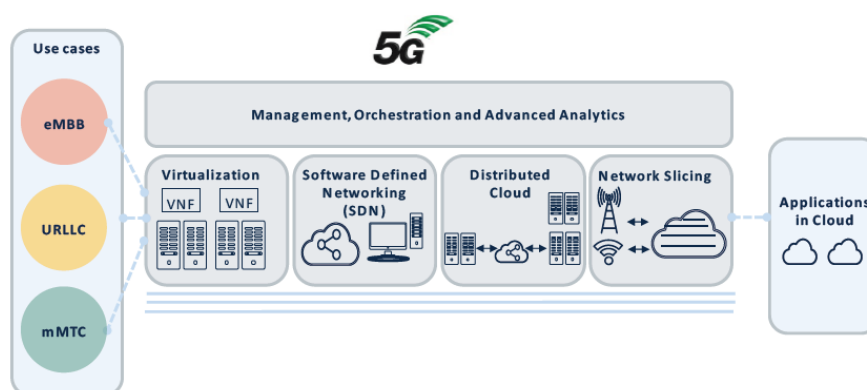 5G
Use cases
eMBB
URLLC
mMTC
Management, Orchestration and Advanced Analytics
Virtualization
VNF
VNF
Software Defined
Networking
(SDN)
Distributed
Cloud
Network Slicing
Applications
in Cloud